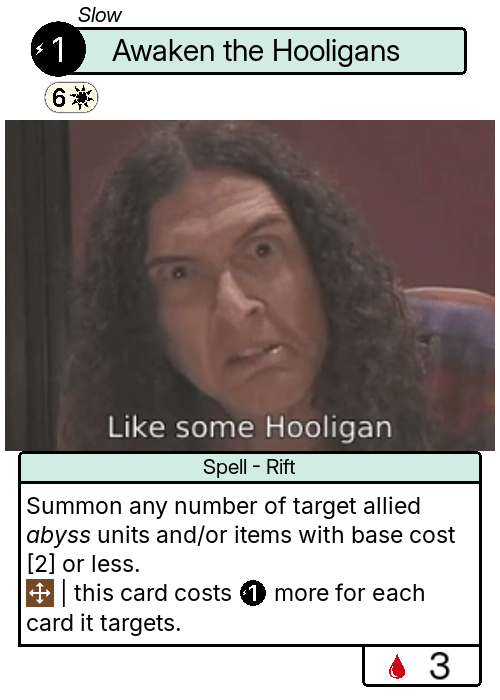 Slow
1 Awaken the Hooligans
6
Like some Hooligan
Spell - Rift
Summon any number of target allied
abyss units and/or items with base cost
[2] or less.
| this card costs 1 more for each
card it targets.
3